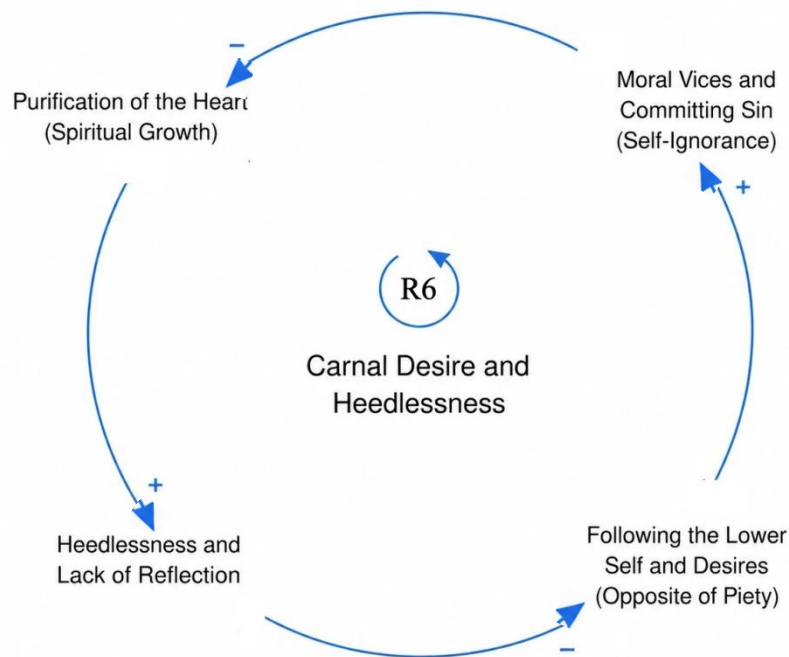 −
Purification of the Heart
(Spiritual Growth)
Moral Vices and
Committing Sin
(Self-Ignorance)
+
R6
Carnal Desire and
Heedlessness
+
Heedlessness and
Lack of Reflection
Following the Lower
Self and Desires
(Opposite of Piety)
−